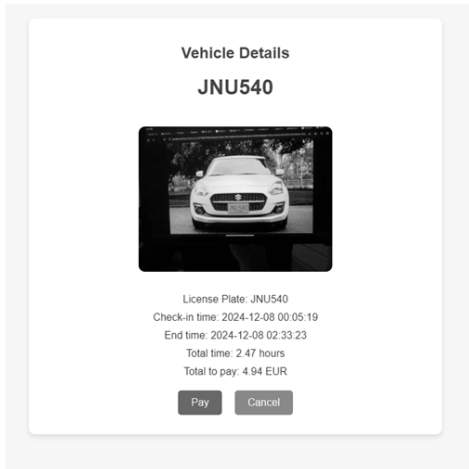 Vehicle Details
JNU540
JNU540
License Plate: JNU540
Check-in time: 2024-12-08 00:05:19
End time: 2024-12-08 02:33:23
Total time: 2.47 hours
Total to pay: 4.94 EUR
Pay Cancel